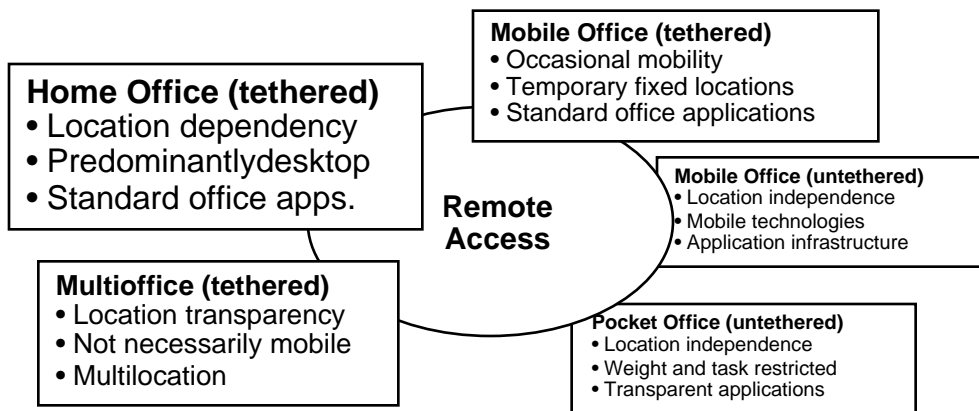 Mobile Office (tethered)
• Occasional mobility
• Temporary fixed locations
• Standard office applications
Home Office (tethered)
• Location dependency
• Predominantlydesktop
• Standard office apps.
Remote
Access
Mobile Office (untethered)
• Location independence
• Mobile technologies
• Application infrastructure
Multioffice (tethered)
• Location transparency
• Not necessarily mobile
• Multilocation
Pocket Office (untethered)
• Location independence
• Weight and task restricted
• Transparent applications